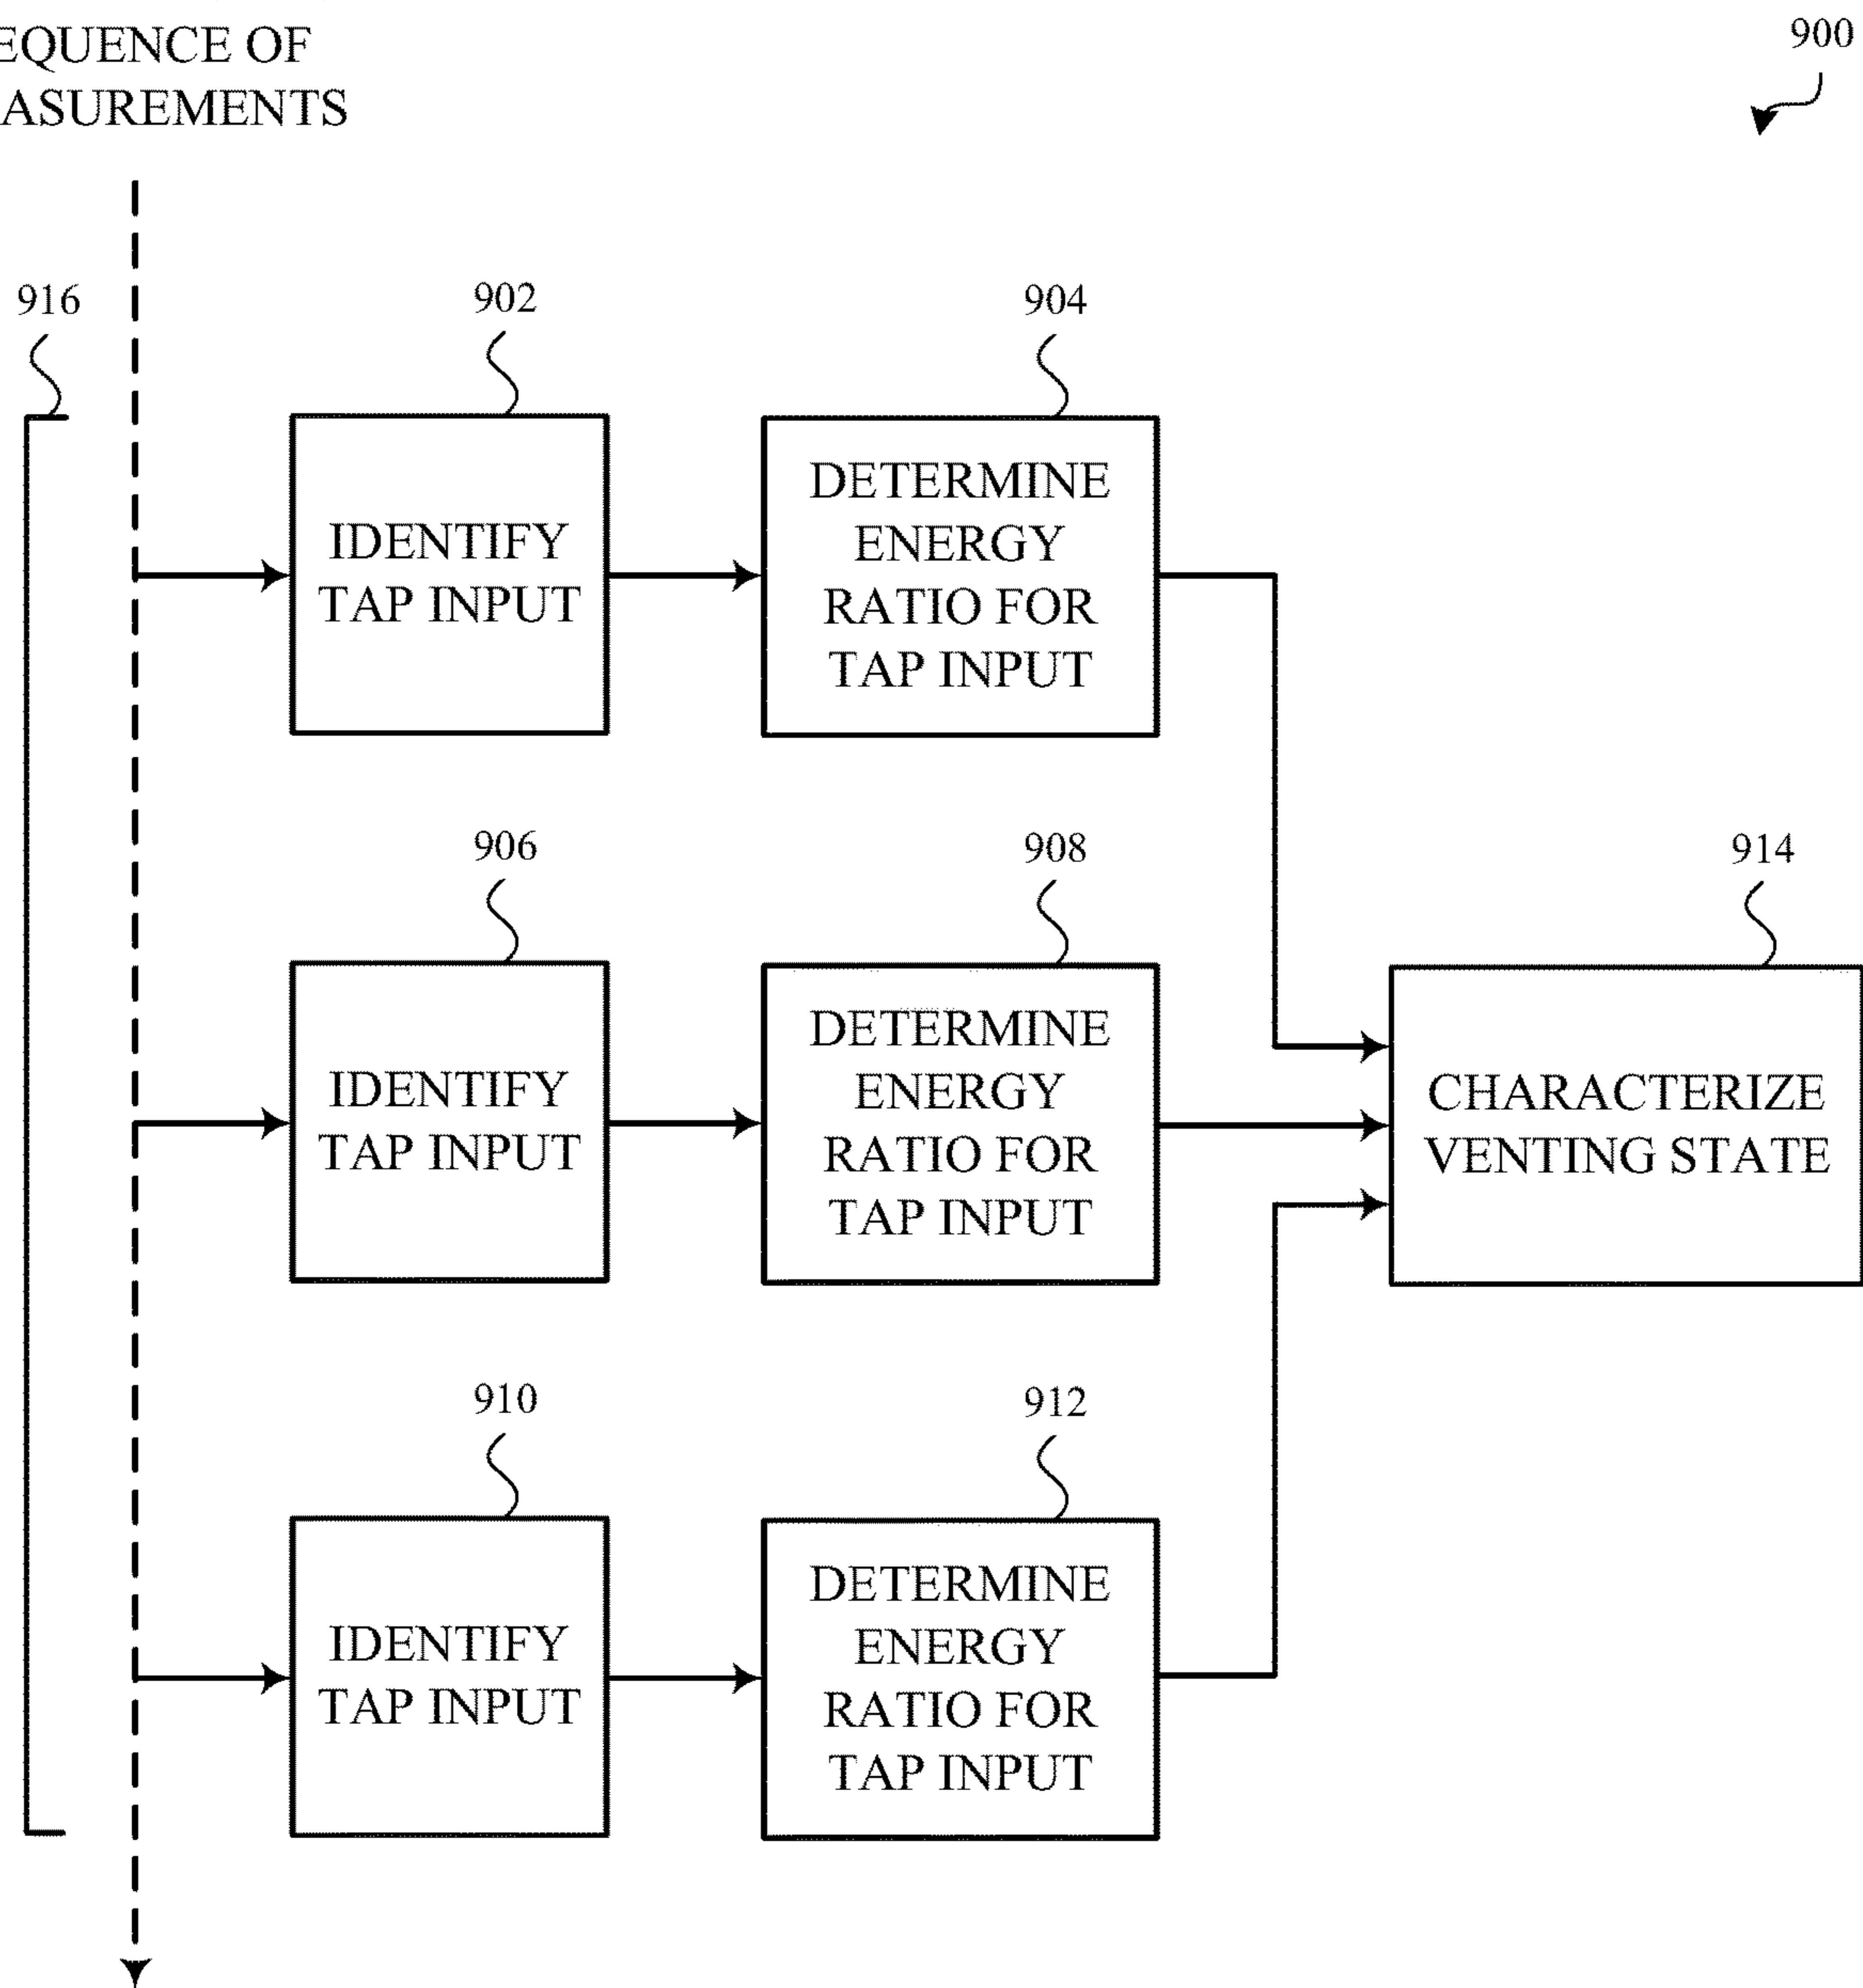 EQUENCE OF
ASUREMENTS
900
916
902
904
IDENTIFY
TAP INPUT
DETERMINE
ENERGY
RATIO FOR
TAP INPUT
906
908
914
IDENTIFY
TAP INPUT
DETERMINE
ENERGY
RATIO FOR
TAP INPUT
CHARACTERIZE
VENTING STATE
910
912
IDENTIFY
TAP INPUT
DETERMINE
ENERGY
RATIO FOR
TAP INPUT